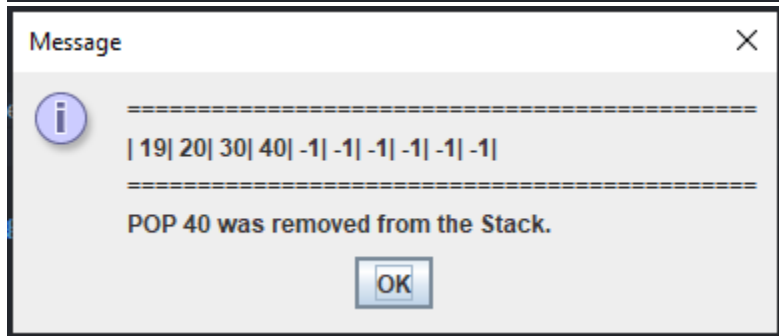 Message
=============================================
| 19| 20| 30| 40| -1| -1| -1| -1| -1| -1|
=============================================
POP 40 was removed from the Stack.
OK